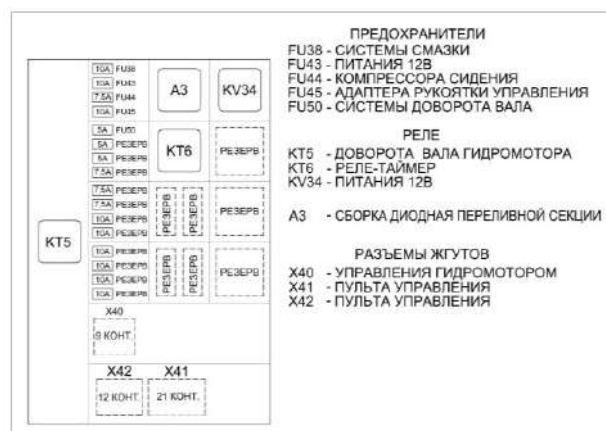 ПРЕДОХРАНИТЕЛИ
FU38 - СИСТЕМЫ СМАЗКИ
FU43 - ПИТАНИЯ 12В
FU44 - КОМПРЕССОРА СИДЕНИЯ
FU45 - АДАПТЕРА РУКОЯТКИ УПРАВЛЕНИЯ
FU50 - СИСТЕМЫ ДОВОРОТА ВАЛА
РЕЛЕ
KT5 - ДОВОРОТА ВАЛА ГИДРОМОТОРА
KT6 - РЕЛЕ-ТАЙМЕР
KV34 - ПИТАНИЯ 12В
A3 - СБОРКА ДИОДНАЯ ПЕРЕЛИВНОЙ СЕКЦИИ
РАЗЪЕМЫ ЖГУТОВ
X40 - УПРАВЛЕНИЯ ГИДРОМОТОРОМ
X41 - ПУЛЬТА УПРАВЛЕНИЯ
X42 - ПУЛЬТА УПРАВЛЕНИЯ
KT5
10A FU38
10A FU43
7.5A FU44
10A FU45
A3
KV34
5A FU50
5A РЕЗЕРВ
5A РЕЗЕРВ
7.5A РЕЗЕРВ
KT6
РЕЗЕРВ
7.5A РЕЗЕРВ
7.5A РЕЗЕРВ
10A РЕЗЕРВ
10A РЕЗЕРВ
РЕЗЕРВ
РЕЗЕРВ
РЕЗЕРВ
10A РЕЗЕРВ
10A РЕЗЕРВ
10A РЕЗЕРВ
10A РЕЗЕРВ
РЕЗЕРВ
РЕЗЕРВ
РЕЗЕРВ
X40
9 КОНТ.
X42 X41
12 КОНТ. 21 КОНТ.